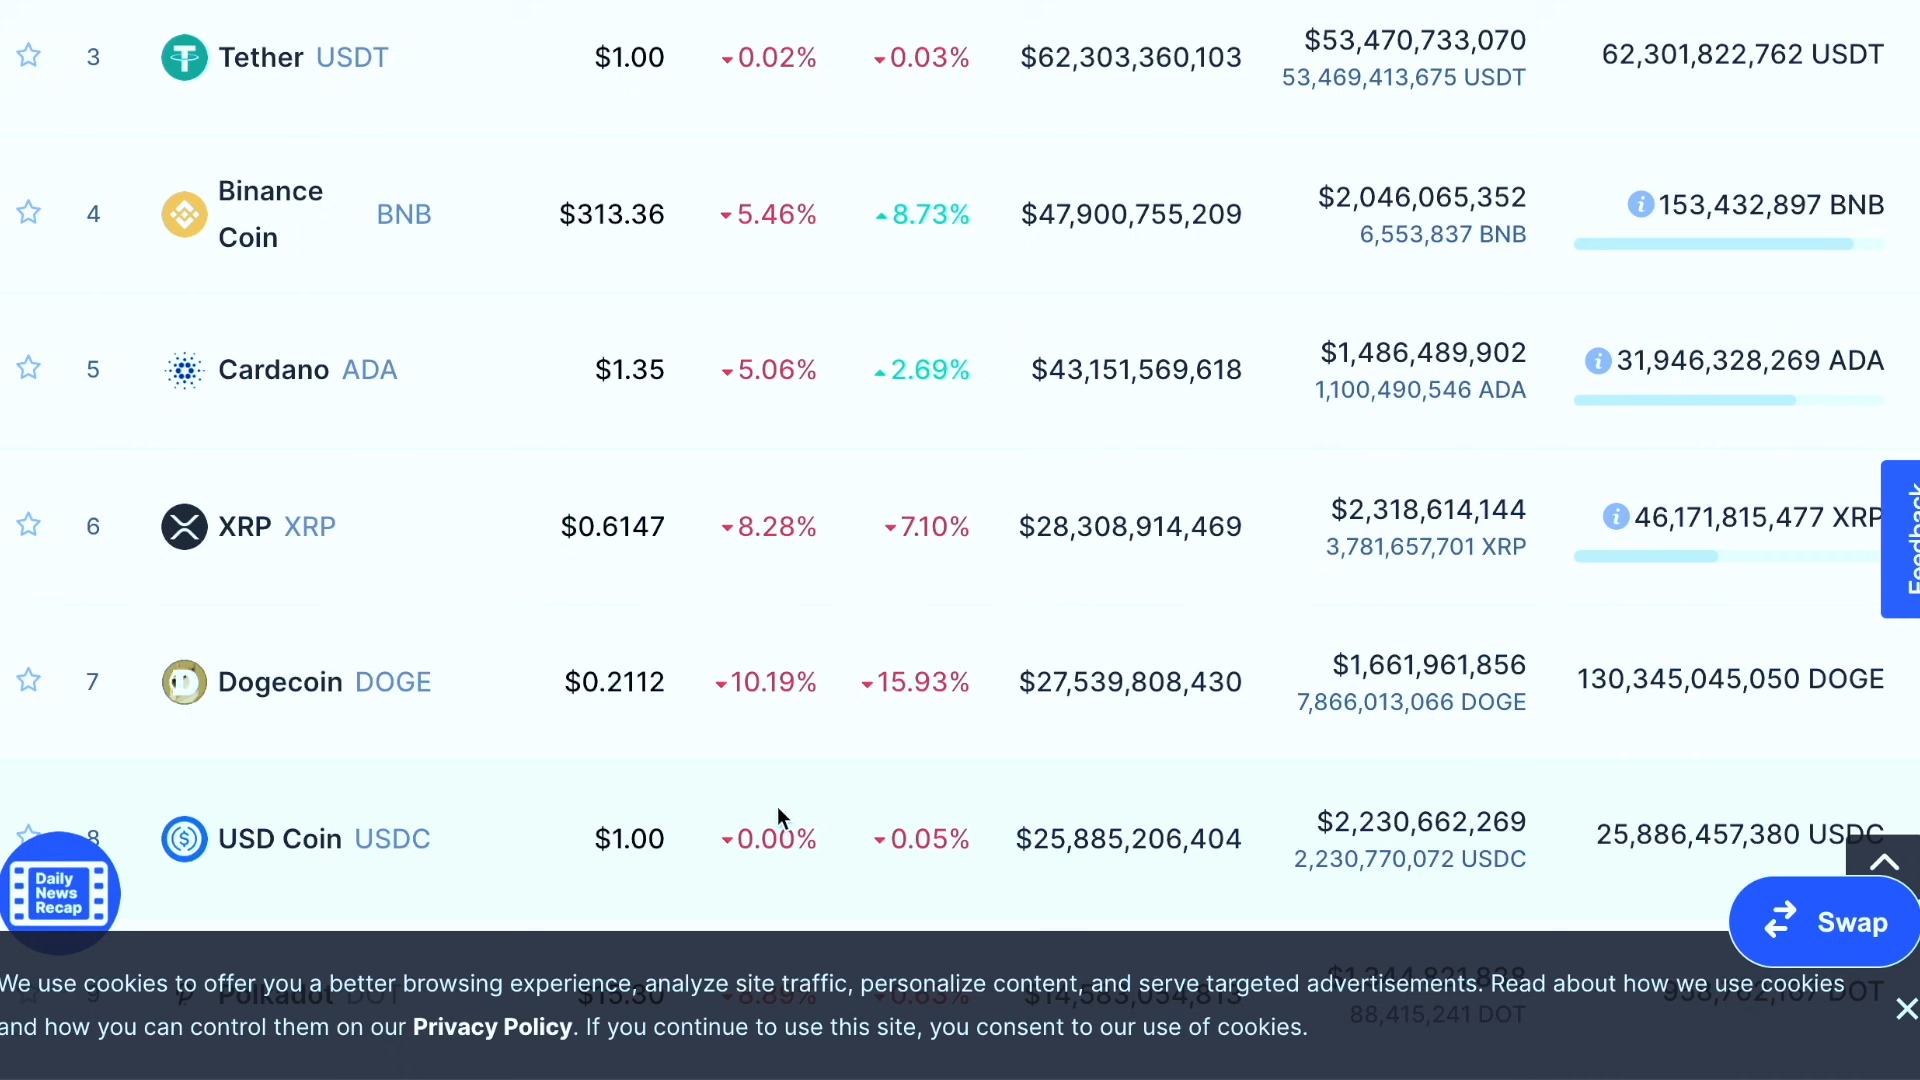 3 Tether USDT $1.00 0.02% 0.03% $62,303,360,103 $53,470,733,070 62,301,822,762 USDT
53,469,413,675 USDT
4 Binance Coin BNB $313.36 5.46% 8.73% $47,900,755,209 $2,046,065,352 153,432,897 BNB
6,553,837 BNB
5 Cardano ADA $1.35 5.06% 2.69% $43,151,569,618 $1,486,489,902 31,946,328,269 ADA
1,100,490,546 ADA
6 XRP XRP $0.6147 8.28% 7.10% $28,308,914,469 $2,318,614,144 46,171,815,477 XRP
3,781,657,701 XRP
Feedback
7 Dogecoin DOGE $0.2112 10.19% 15.93% $27,539,808,430 $1,661,961,856 130,345,045,050 DOGE
7,866,013,066 DOGE
8 USD Coin USDC $1.00 0.00% 0.05% $25,885,206,404 $2,230,662,269 25,886,457,380 USDC
2,230,770,072 USDC
Daily
News
Recap
Swap
9 Polkadot DOT $15.30 8.89% 0.63%
88,415,241 DOT
We use cookies to offer you a better browsing experience, analyze site traffic, personalize content, and serve targeted advertisements. Read about how we use cookies
and how you can control them on our Privacy Policy. If you continue to use this site, you consent to our use of cookies.